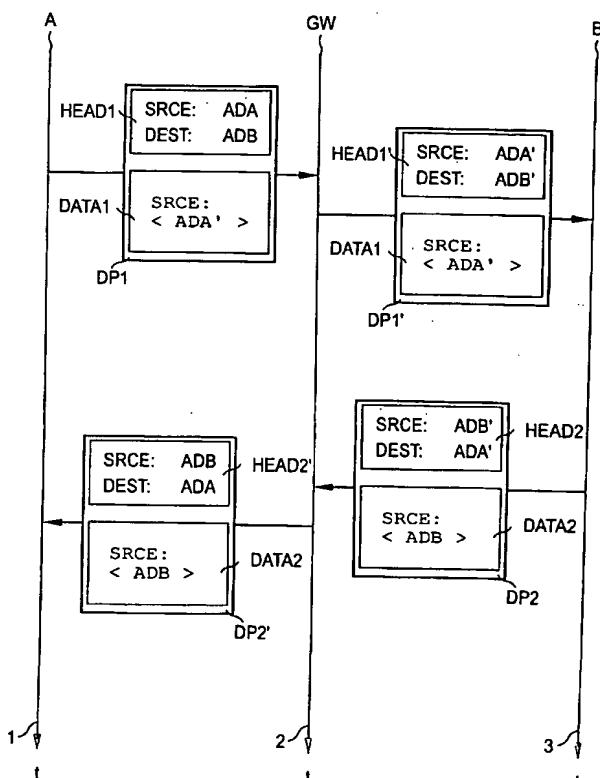 A
GW
B
HEAD1
SRCE: ADA
DEST: ADB
DATA1
SRCE:
< ADA' >
DP1
HEAD1'
SRCE: ADA'
DEST: ADB'
DATA1
SRCE:
< ADA' >
DP1'
SRCE: ADB'
DEST: ADA'
HEAD2
SRCE:
< ADB >
DATA2
DP2
SRCE: ADB
DEST: ADA
HEAD2'
SRCE:
< ADB >
DATA2
DP2'
1
2
3
t
t